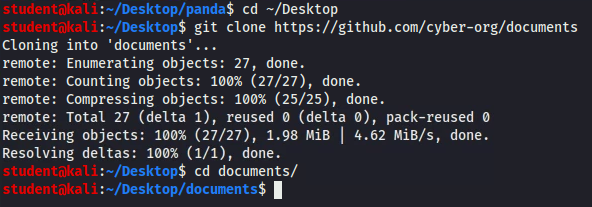 student@kali:~/Desktop/panda$ cd ~/Desktop
student@kali:~/Desktop$ git clone https://github.com/cyber-org/documents
Cloning into 'documents'...
remote: Enumerating objects: 27, done.
remote: Counting objects: 100% (27/27), done.
remote: Compressing objects: 100% (25/25), done.
remote: Total 27 (delta 1), reused 0 (delta 0), pack-reused 0
Receiving objects: 100% (27/27), 1.98 MiB | 4.62 MiB/s, done.
Resolving deltas: 100% (1/1), done.
student@kali:~/Desktop$ cd documents/
student@kali:~/Desktop/documents$